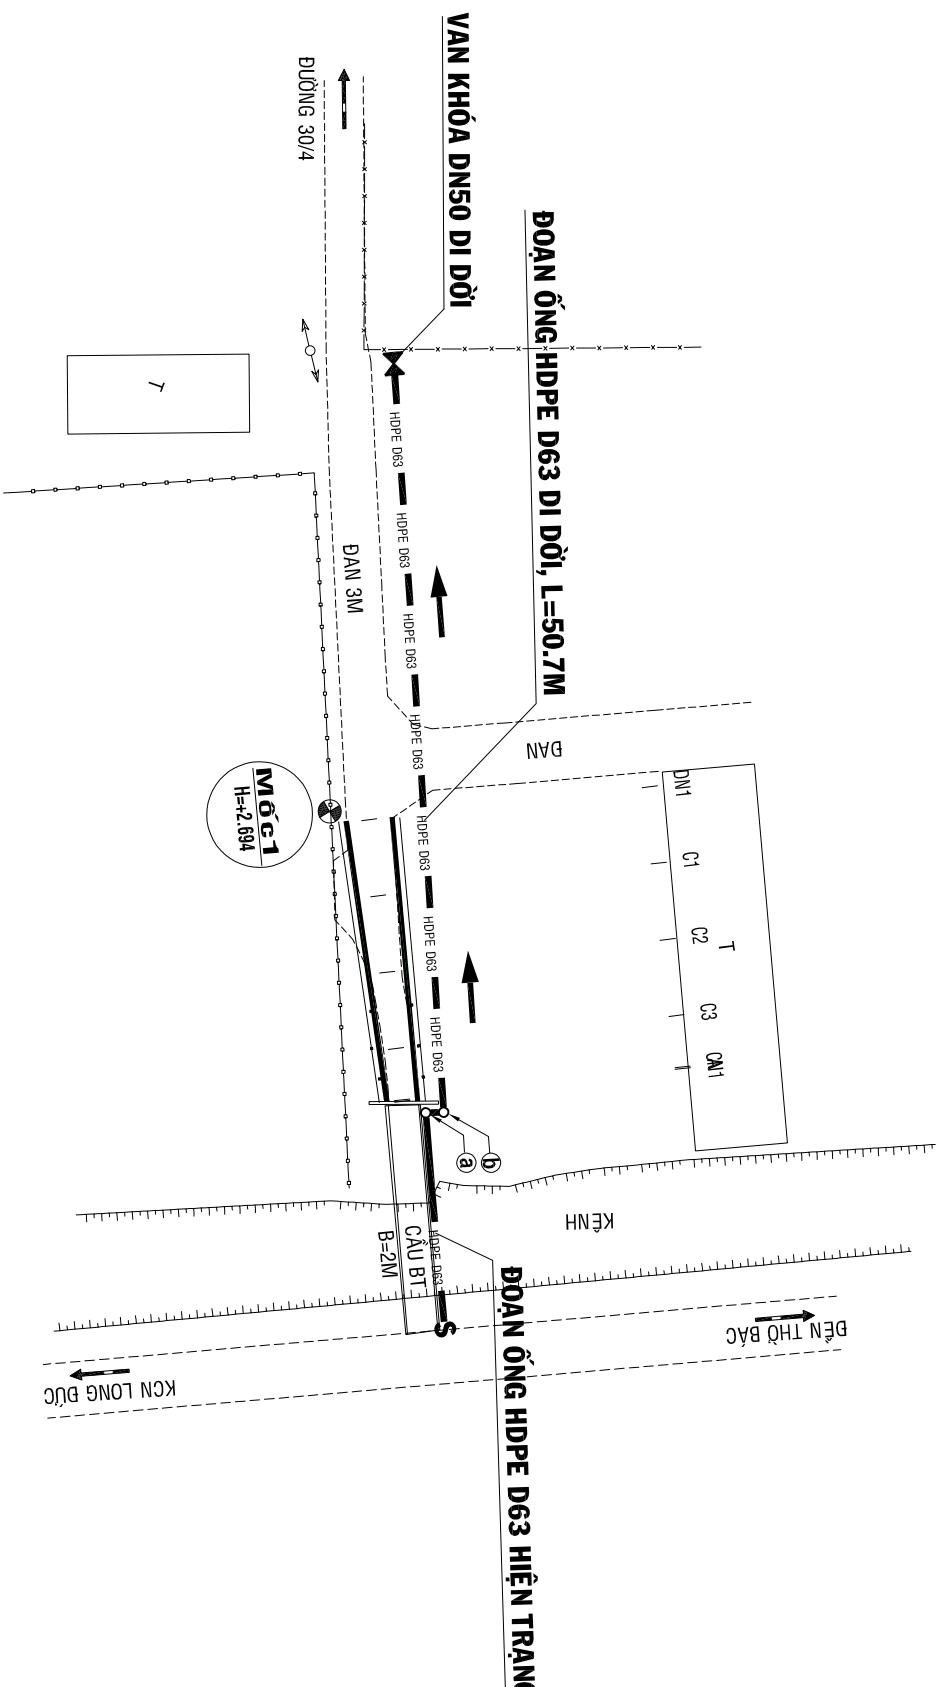 VAN KHÓA DN50 DI DỜI
ĐƯỜNG 30/4
ĐOẠN ỐNG HDPE D63 DI DỜI, L=50.7M
T
HDPE D63
HDPE D63
ĐAN 3M
HDPE D63
HDPE D63
ĐAN
Mốc1
H=+2.694
DN1
HDPE D63
C1
HDPE D63
C2
T
C3
HDPE D63
a
b
KÊNH
CẦU BT
B=2M
HDPE D63
S
ĐOẠN ỐNG HDPE D63 HIỆN TRẠNG
ĐẾN THỜ BÁC
KCN LONG ĐỨC